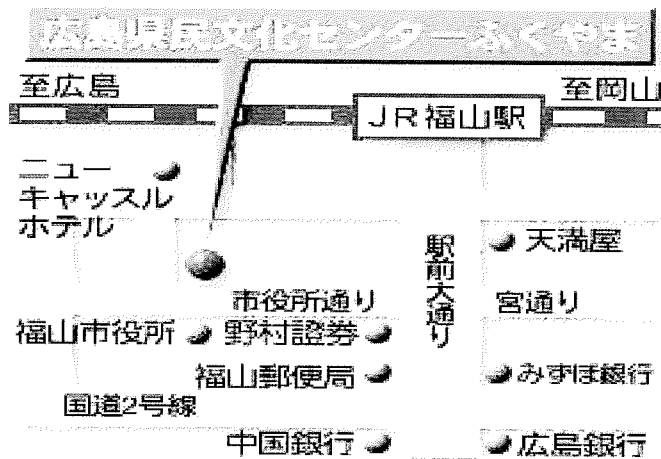 広島県民文化センターふくやま
至広島
至岡山
JR福山駅
ニュー
キャッスル
ホテル
駅前大通り
天満屋
市役所通り
宮通り
福山市役所
野村證券
福山郵便局
みずほ銀行
国道2号線
中国銀行
広島銀行